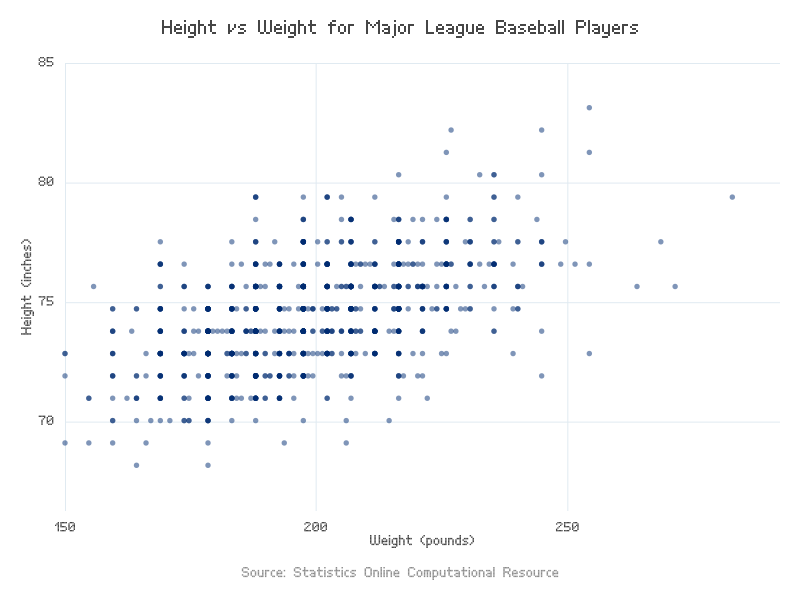 Height vs Weight for Major League Baseball Players
85
80
75
70
Height (inches)
150
200
250
Weight (pounds)
Source: Statistics Online Computational Resource